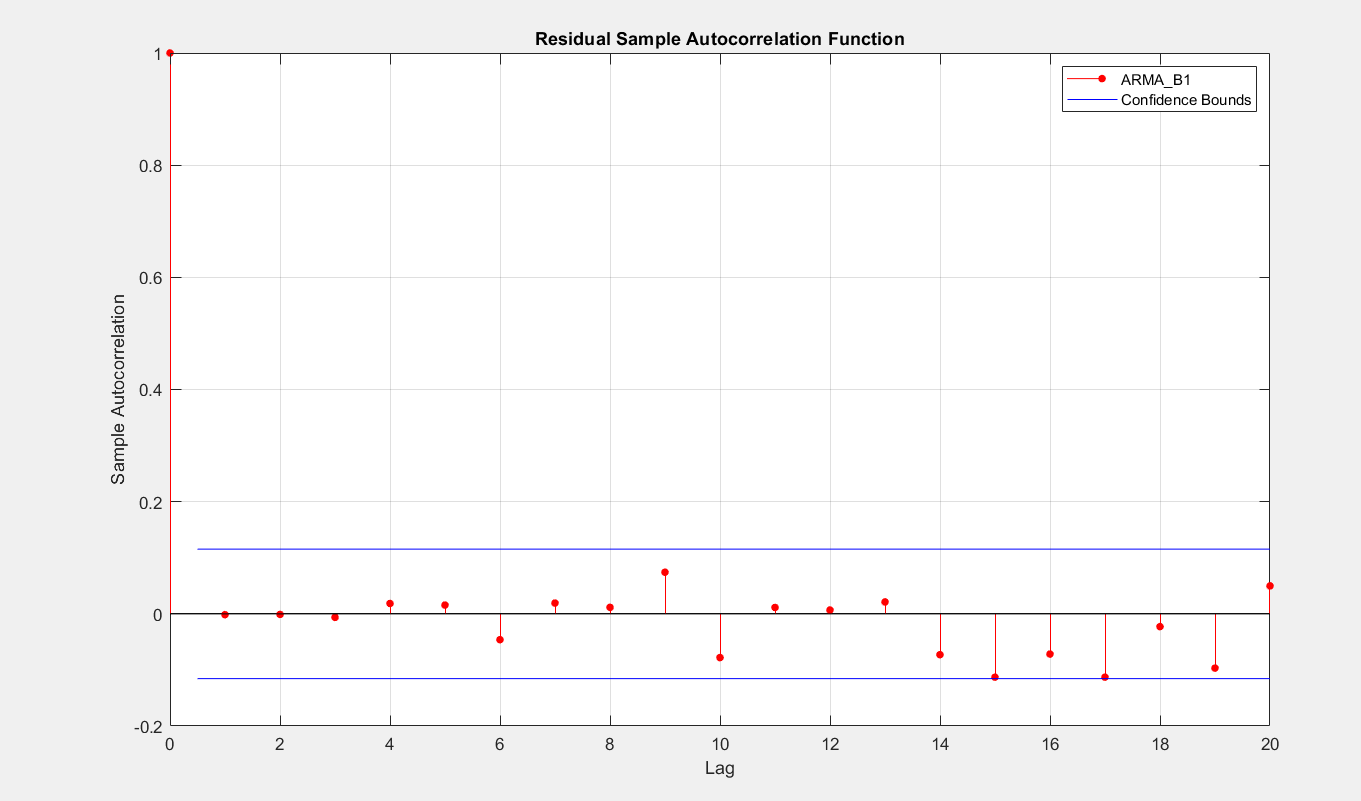 Residual Sample Autocorrelation Function
ARMA_B1
Confidence Bounds
Sample Autocorrelation
1
0.8
0.6
0.4
0.2
0
-0.2
0 2 4 6 8 10 12 14 16 18 20
Lag